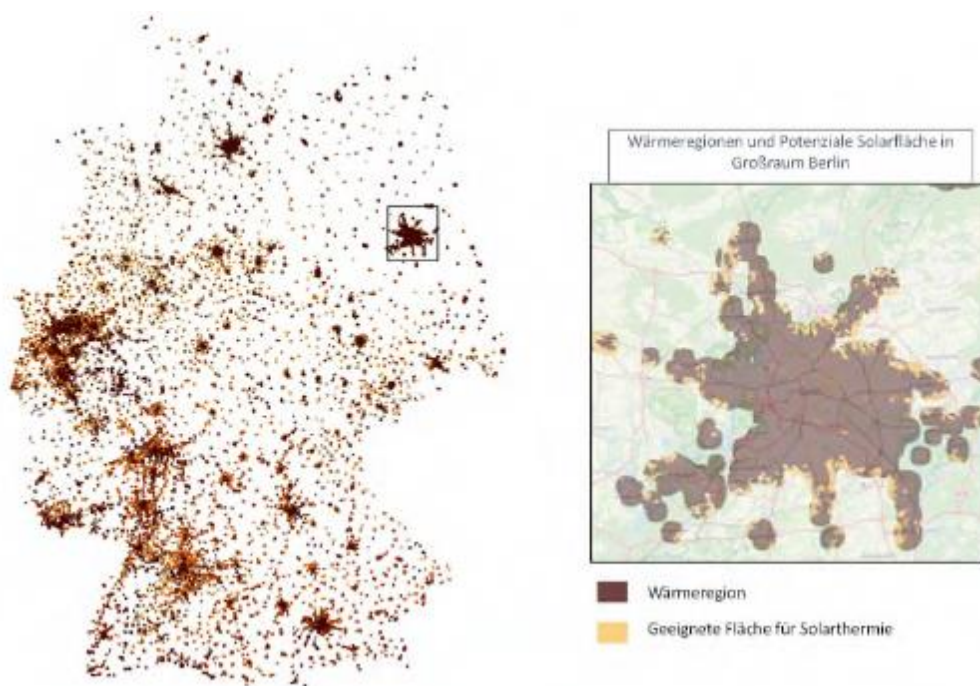 Wärmeregionen und Potenziale Solarfläche in
Großraum Berlin
Wärmeregion
Geeignete Fläche für Solarthermie